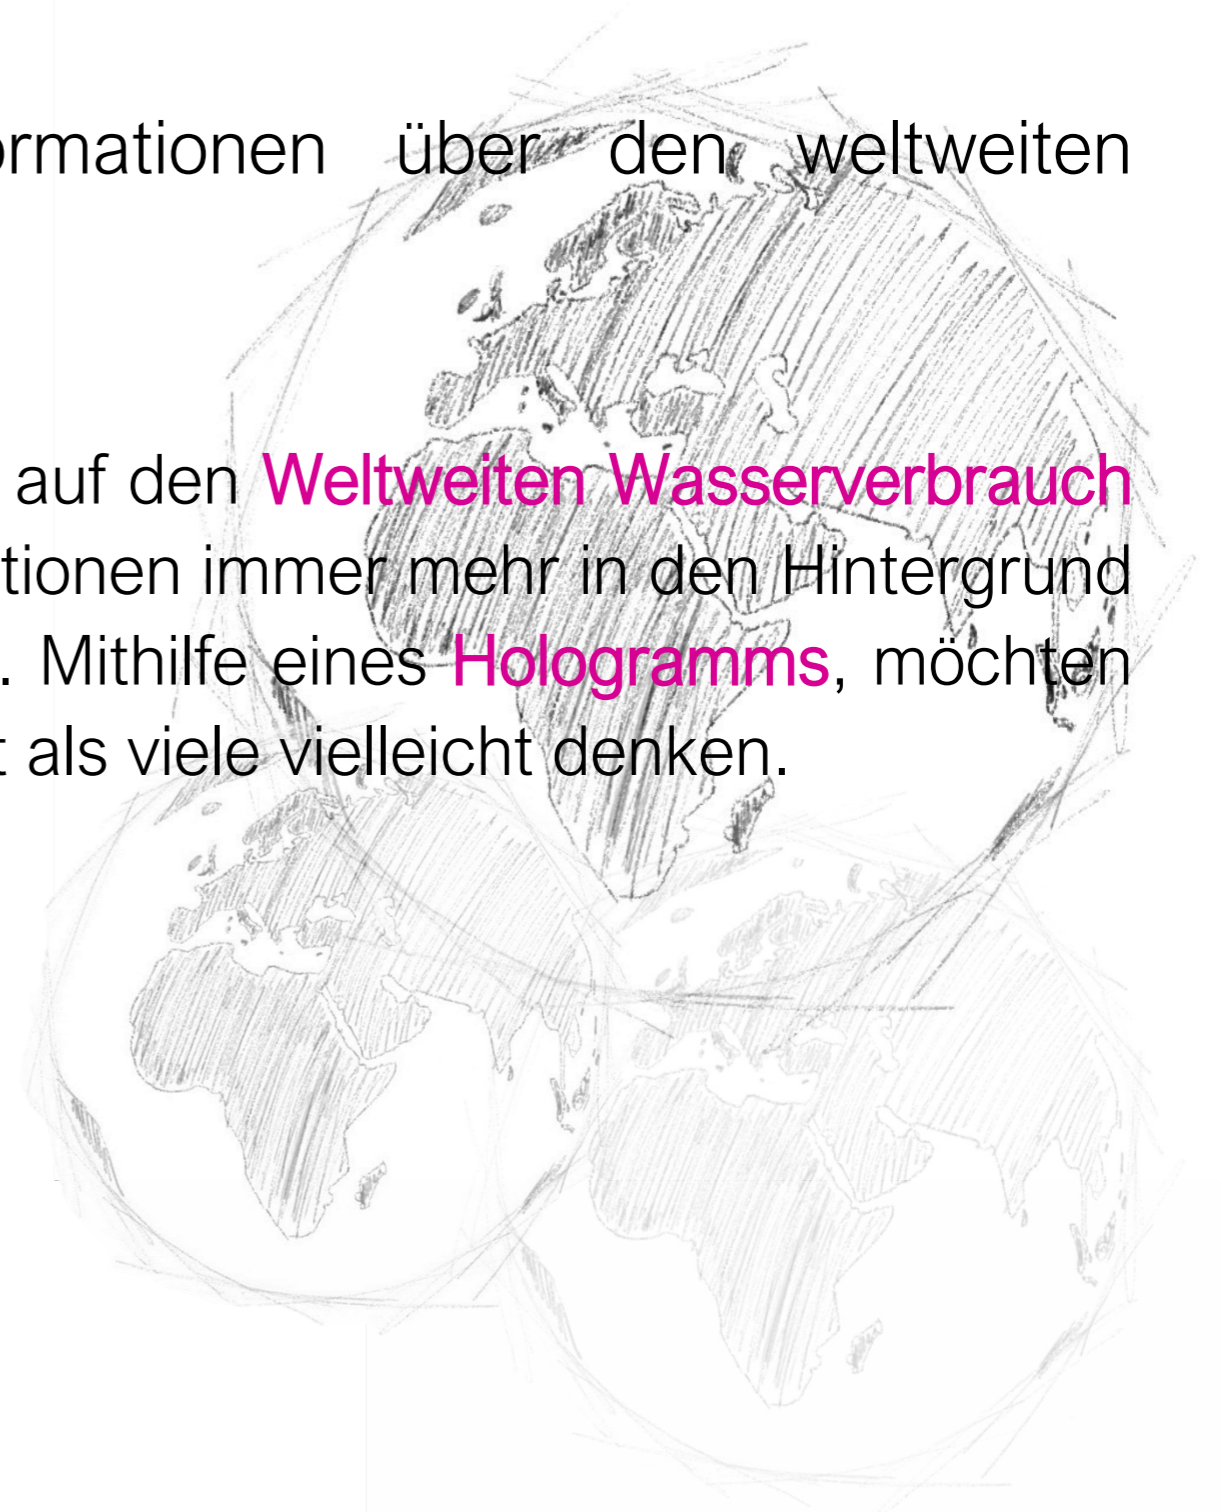 ormationen über den weltweiten
auf den Weltweiten Wasserverbrauch
tionen immer mehr in den Hintergrund
. Mithilfe eines Hologramms, möchten
t als viele vielleicht denken.